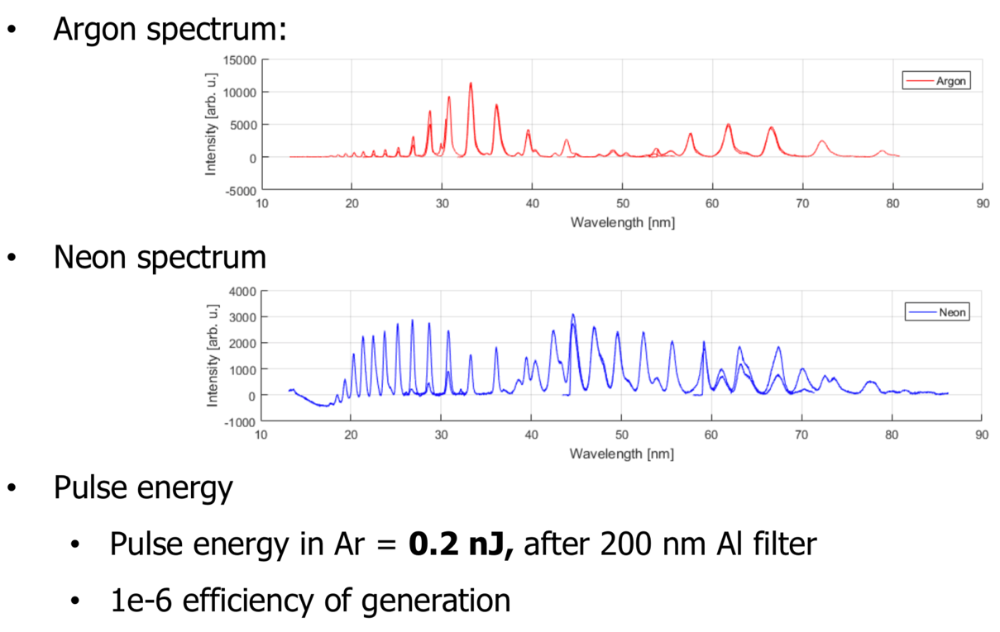 • Argon spectrum:
15000
10000
5000
0
-5000
Intensity [arb. u.]
Argon
10 20 30 40 50 60 70 80 90
Wavelength [nm]
• Neon spectrum
4000
3000
2000
1000
0
-1000
Intensity [arb. u.]
Neon
10 20 30 40 50 60 70 80 90
Wavelength [nm]
• Pulse energy
• Pulse energy in Ar = 0.2 nJ, after 200 nm Al filter
• 1e-6 efficiency of generation